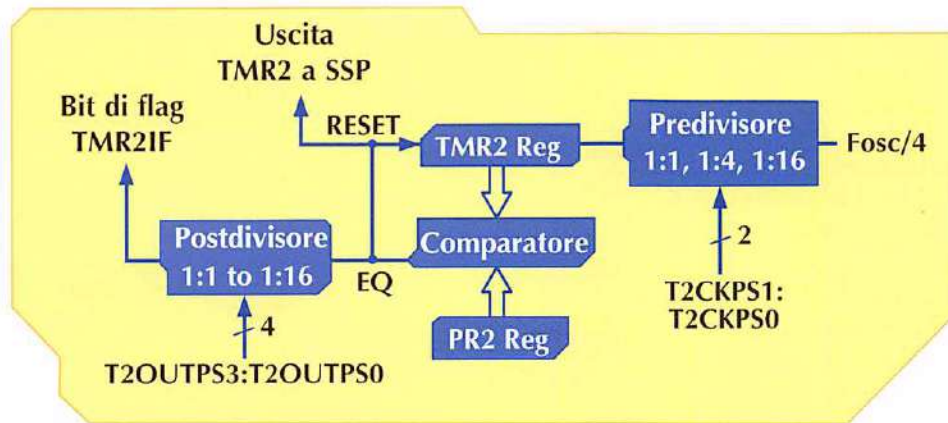 Uscita
TMR2 a SSP
Bit di flag
TMR2IF
RESET
TMR2 Reg
Predivisore
1:1, 1:4, 1:16
Fosc/4
Postdivisore
1:1 to 1:16
EQ
Comparatore
2
T2CKPS1:
T2CKPS0
4
PR2 Reg
T2OUTPS3:T2OUTPS0